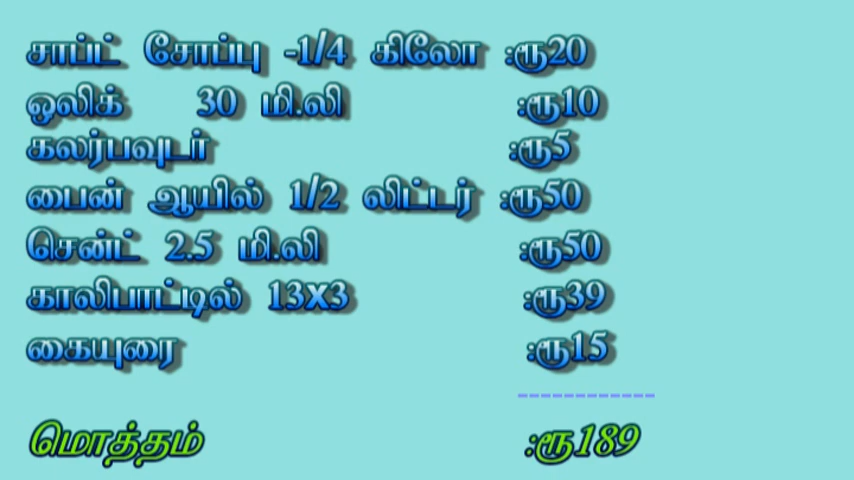 சாப்ட் சோப்பு -1/4 கிலோ :ரூ20
ஒலிக் 30 மி.லி :ரூ10
கலர்பவுடர் :ரூ5
பைன் ஆயில் 1/2 லிட்டர் :ரூ50
சென்ட் 2.5 மி.லி :ரூ50
காலிபாட்டில் 13x3 :ரூ39
கையுரை :ரூ15
-------------
மொத்தம் :ரூ189